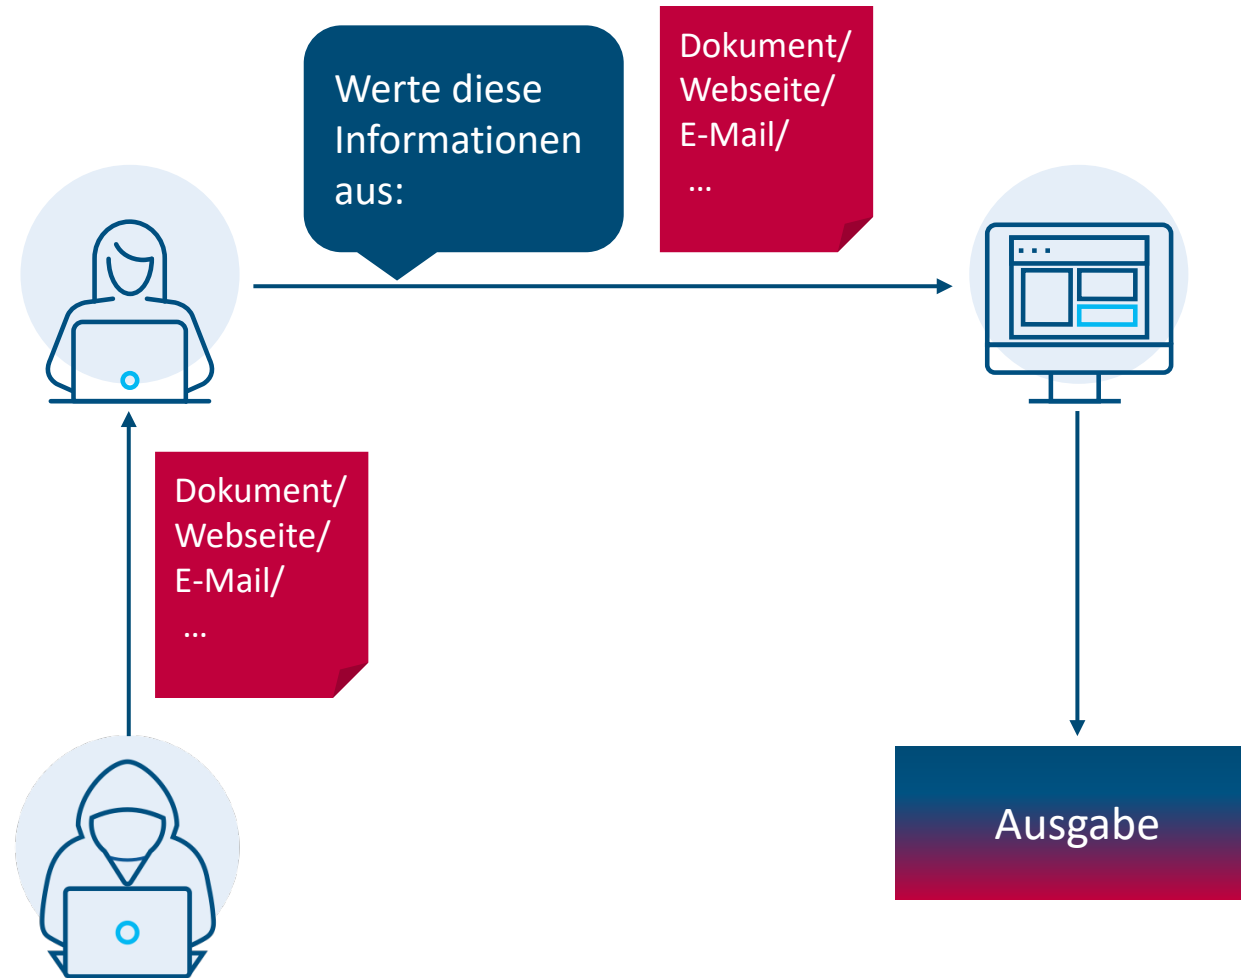 Werte diese
Informationen
aus:
Dokument/
Webseite/
E-Mail/
...
Dokument/
Webseite/
E-Mail/
...
Ausgabe